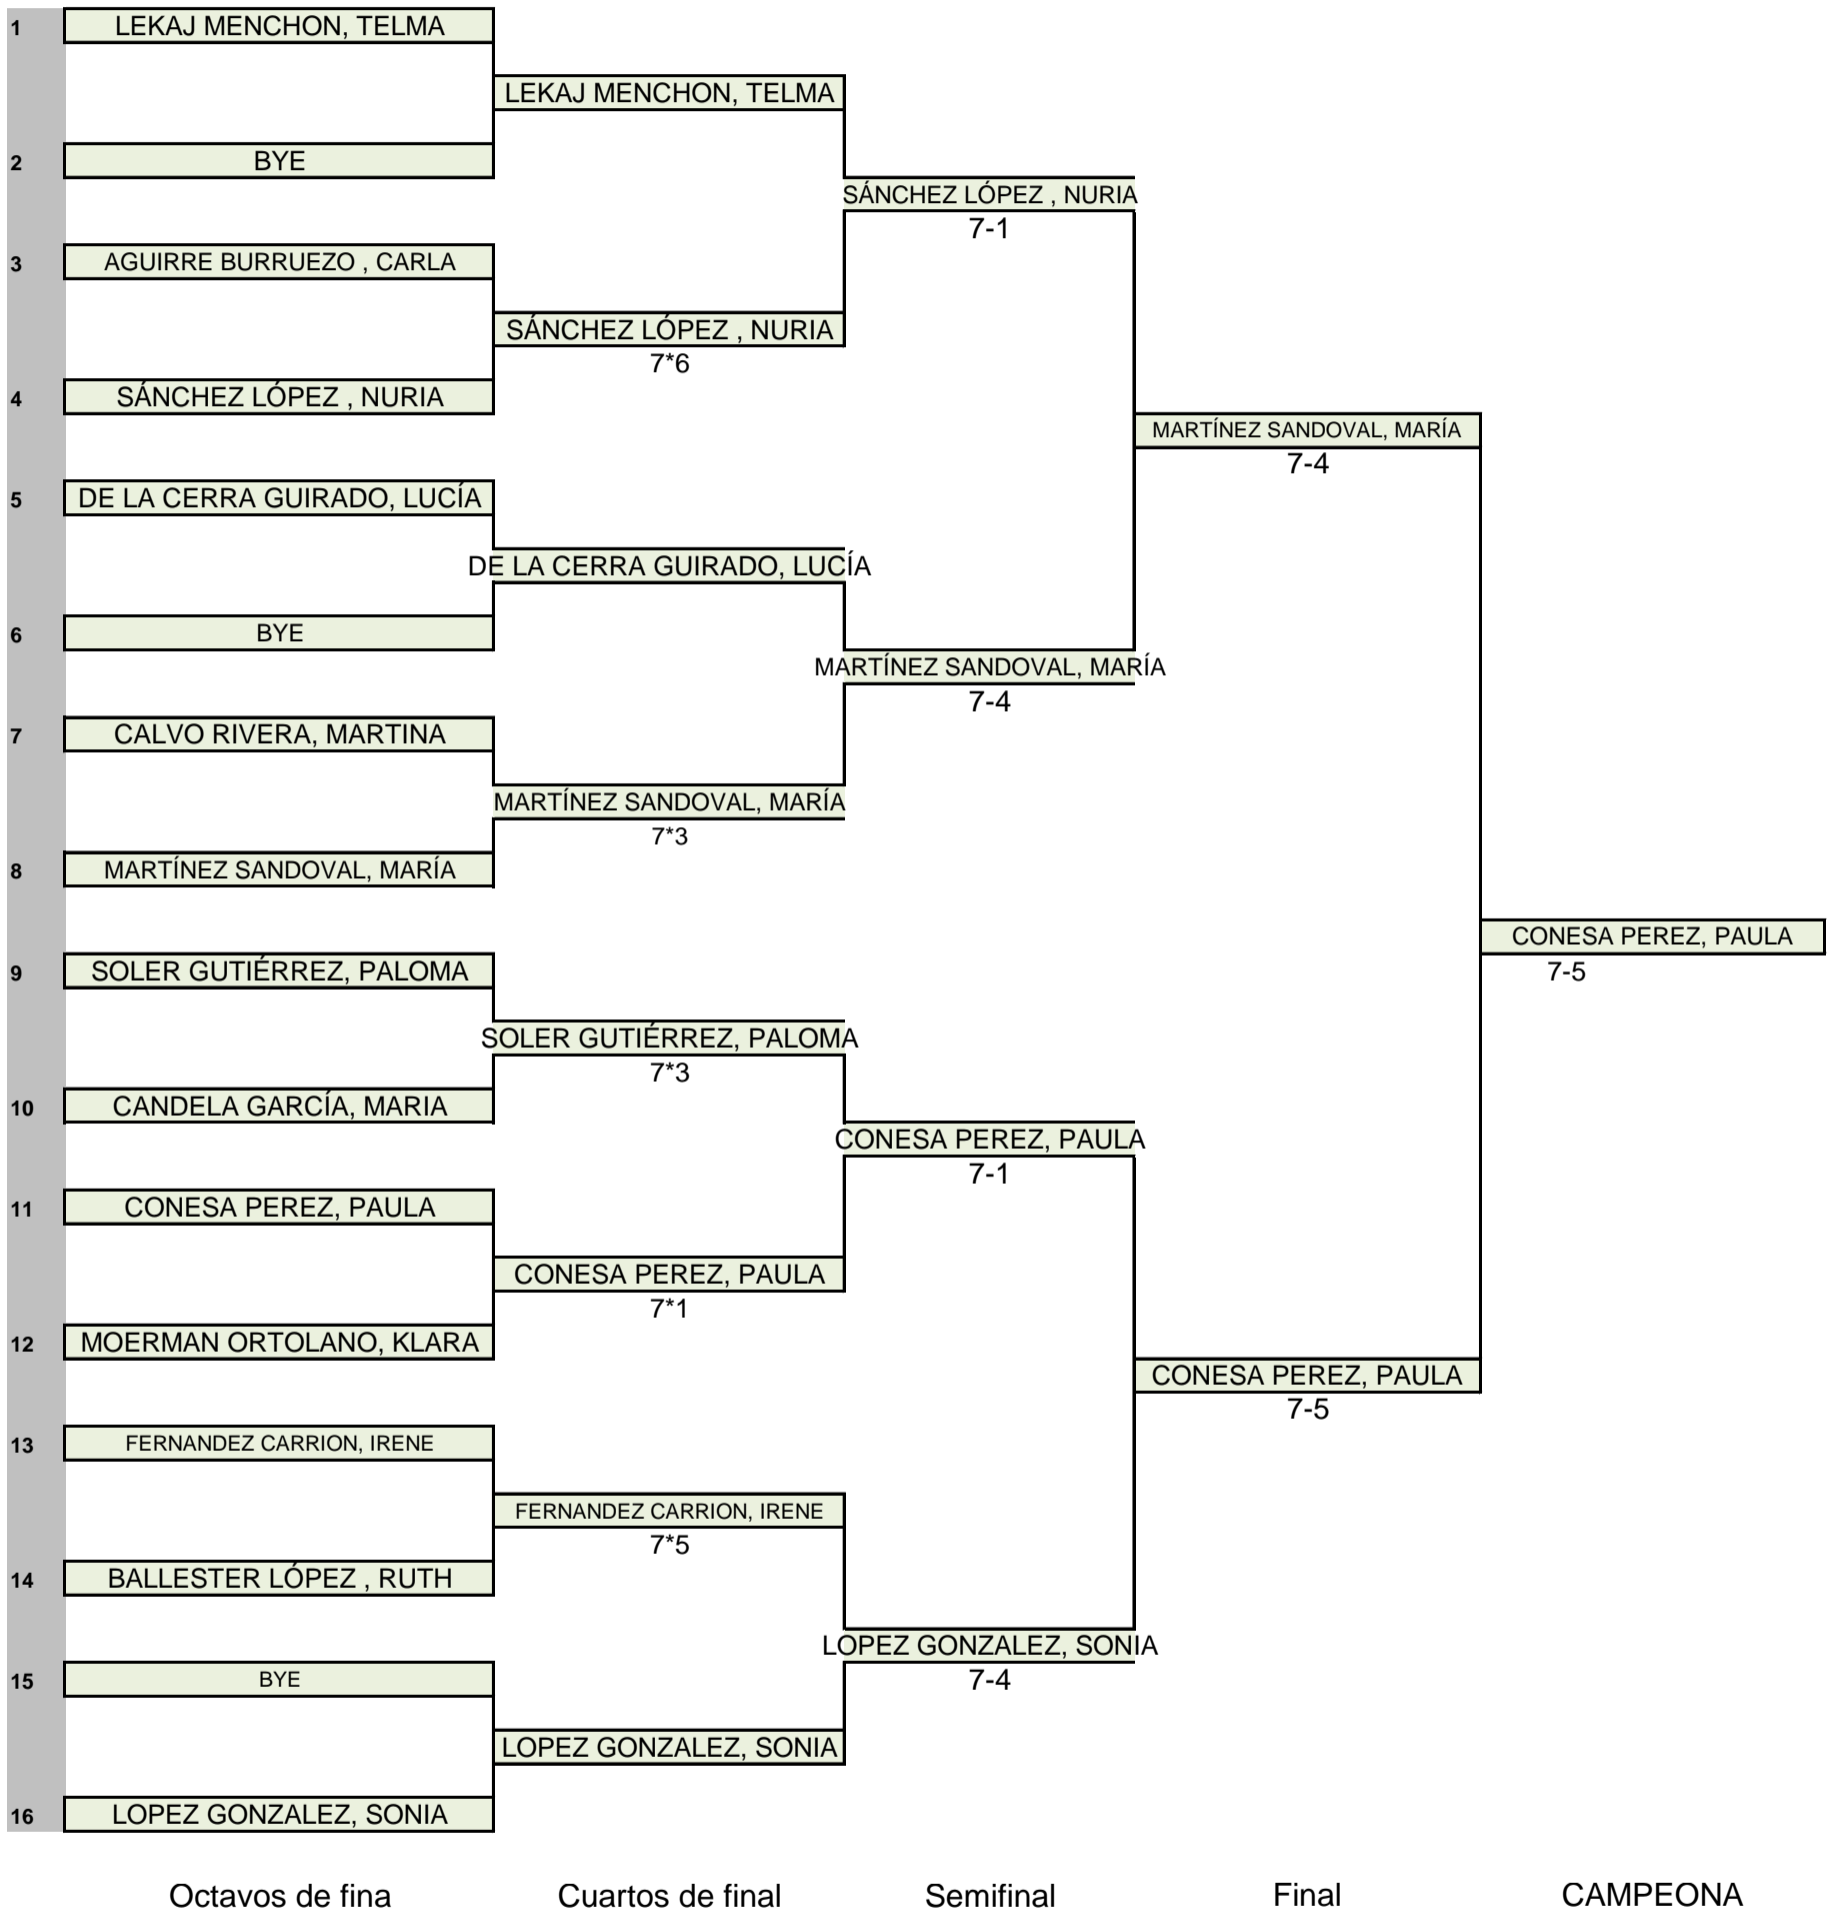 1
LEKAJ MENCHON, TELMA
LEKAJ MENCHON, TELMA
2
BYE
SÁNCHEZ LÓPEZ , NURIA
7-1
3
AGUIRRE BURRUEZO , CARLA
SÁNCHEZ LÓPEZ , NURIA
7*6
4
SÁNCHEZ LÓPEZ , NURIA
MARTÍNEZ SANDOVAL, MARÍA
7-4
5
DE LA CERRA GUIRADO, LUCÍA
DE LA CERRA GUIRADO, LUCÍA
6
BYE
MARTÍNEZ SANDOVAL, MARÍA
7-4
7
CALVO RIVERA, MARTINA
MARTÍNEZ SANDOVAL, MARÍA
7*3
8
MARTÍNEZ SANDOVAL, MARÍA
CONESA PEREZ, PAULA
7-5
9
SOLER GUTIÉRREZ, PALOMA
SOLER GUTIÉRREZ, PALOMA
7*3
10
CANDELA GARCÍA, MARIA
CONESA PEREZ, PAULA
7-1
11
CONESA PEREZ, PAULA
CONESA PEREZ, PAULA
7*1
12
MOERMAN ORTOLANO, KLARA
CONESA PEREZ, PAULA
7-5
13
FERNANDEZ CARRION, IRENE
FERNANDEZ CARRION, IRENE
7*5
14
BALLESTER LÓPEZ , RUTH
LOPEZ GONZALEZ, SONIA
7-4
15
BYE
LOPEZ GONZALEZ, SONIA
16
LOPEZ GONZALEZ, SONIA
Octavos de fina
Cuartos de final
Semifinal
Final
CAMPEONA